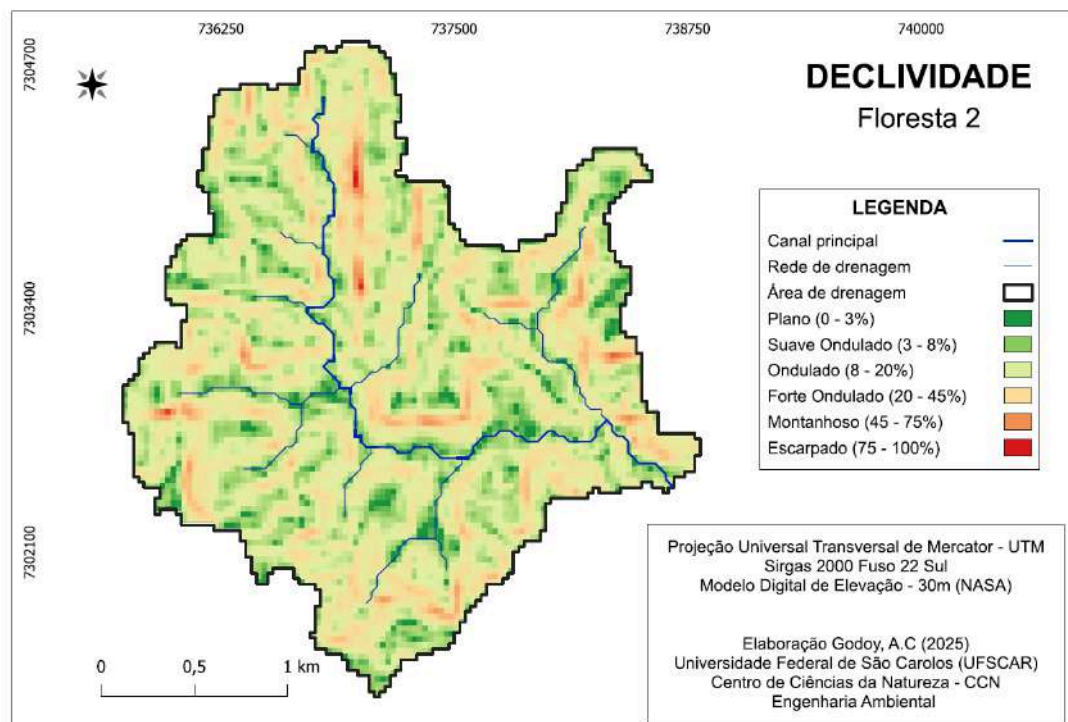 736250
737500
738750
740000
7304700
7303400
7302100
DECLIVIDADE
Floresta 2
LEGENDA
Canal principal
Rede de drenagem
Área de drenagem
Plano (0 - 3%)
Suave Ondulado (3 - 8%)
Ondulado (8 - 20%)
Forte Ondulado (20 - 45%)
Montanhoso (45 - 75%)
Escarpado (75 - 100%)
Projeção Universal Transversal de Mercator - UTM
Sirgas 2000 Fuso 22 Sul
Modelo Digital de Elevação - 30m (NASA)
Elaboração Godoy, A.C (2025)
Universidade Federal de São Carolos (UFSCAR)
Centro de Ciências da Natureza - CCN
Engenharia Ambiental
0 0,5 1 km